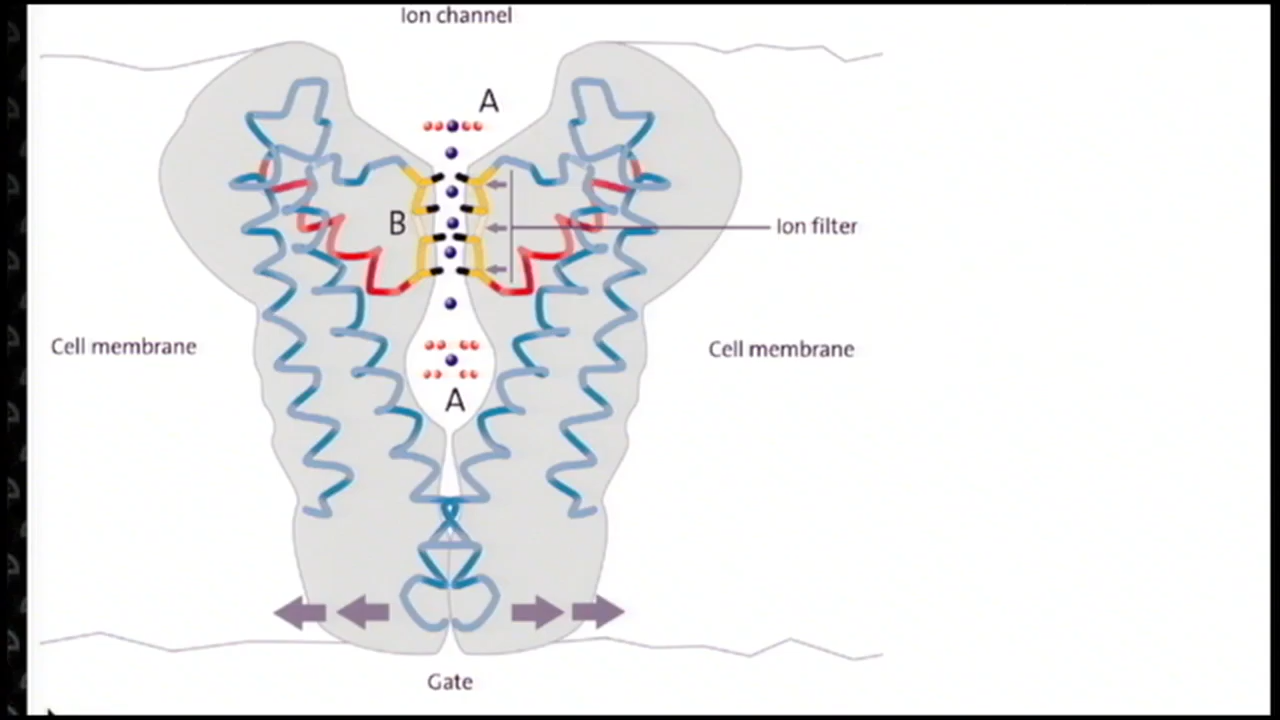 Ion channel
A
B
Ion filter
Cell membrane
Cell membrane
A
Gate